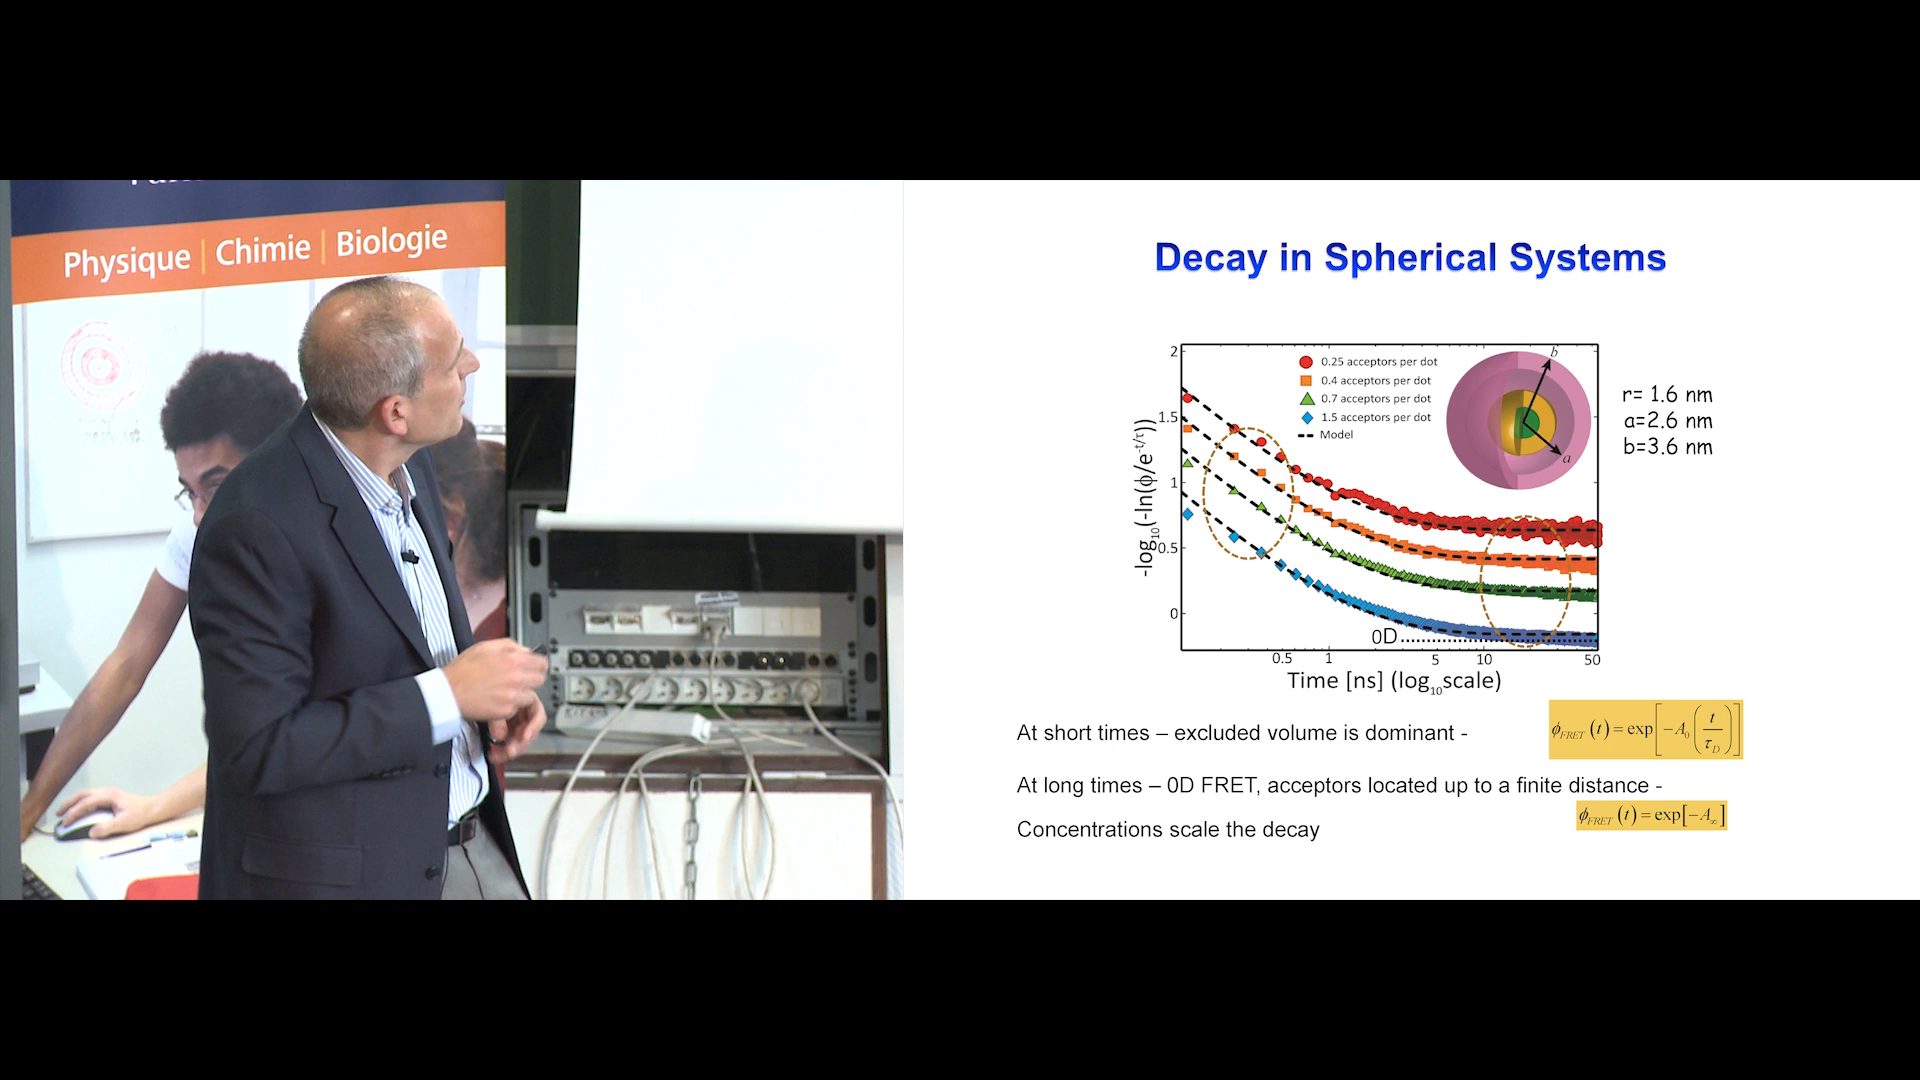 Physique | Chimie | Biologie
Decay in Spherical Systems
2
1.5
1
0.5
0
-log10(-ln(ϕ/e^-t/τ))
0.25 acceptors per dot
0.4 acceptors per dot
0.7 acceptors per dot
1.5 acceptors per dot
Model
b
a
r= 1.6 nm
a=2.6 nm
b=3.6 nm
0D
0.5 1 5 10 50
Time [ns] (log10scale)
At short times – excluded volume is dominant -
ϕFRET (t) = exp[-A0 (t/τD)]
At long times – 0D FRET, acceptors located up to a finite distance -
ϕFRET (t) = exp[-A∞]
Concentrations scale the decay